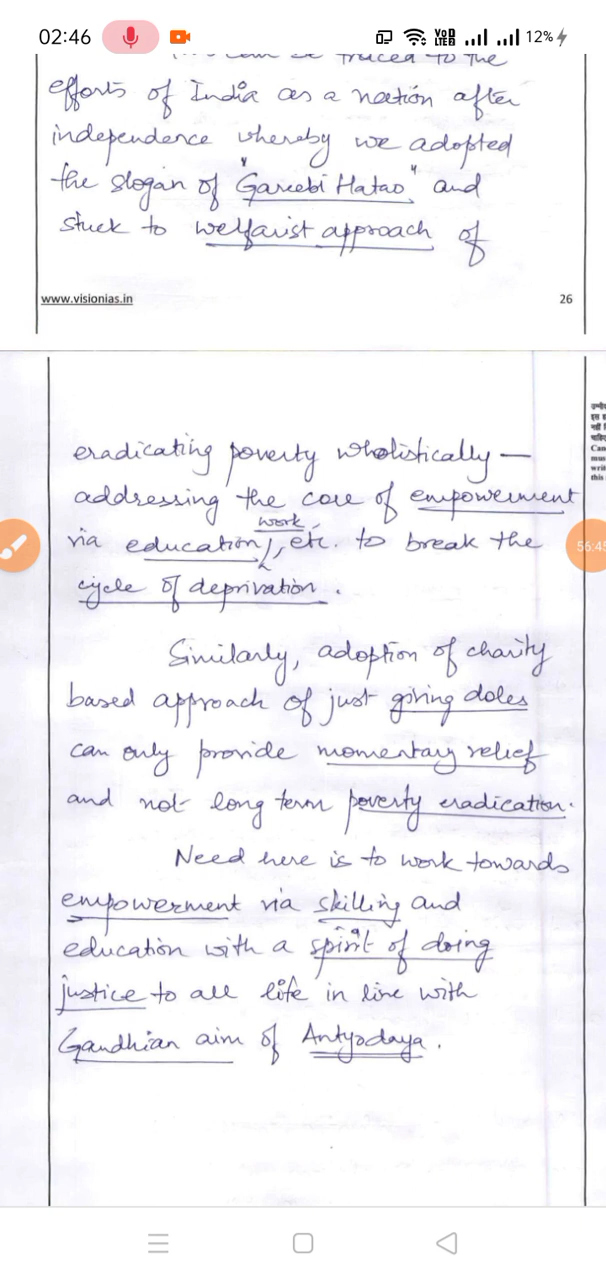 02:46
VoD LTE2
12%
traced to the
efforts of India as a nation after
independence whereby we adopted
the slogan of "Gareebi Hatao" and
stuck to welfarist approach of
www.visionias.in 26
eradicating poverty wholistically —
addressing the core of empowerment
work
via education, etc. to break the
cycle of deprivation.
56:45
Similarly, adoption of charity
based approach of just giving doles
can only provide momentary relief
and not long term poverty eradication.
Need here is to work towards
empowerment via skilling and
education with a spirit of doing
justice to all life in line with
Gandhian aim of Antyodaya.